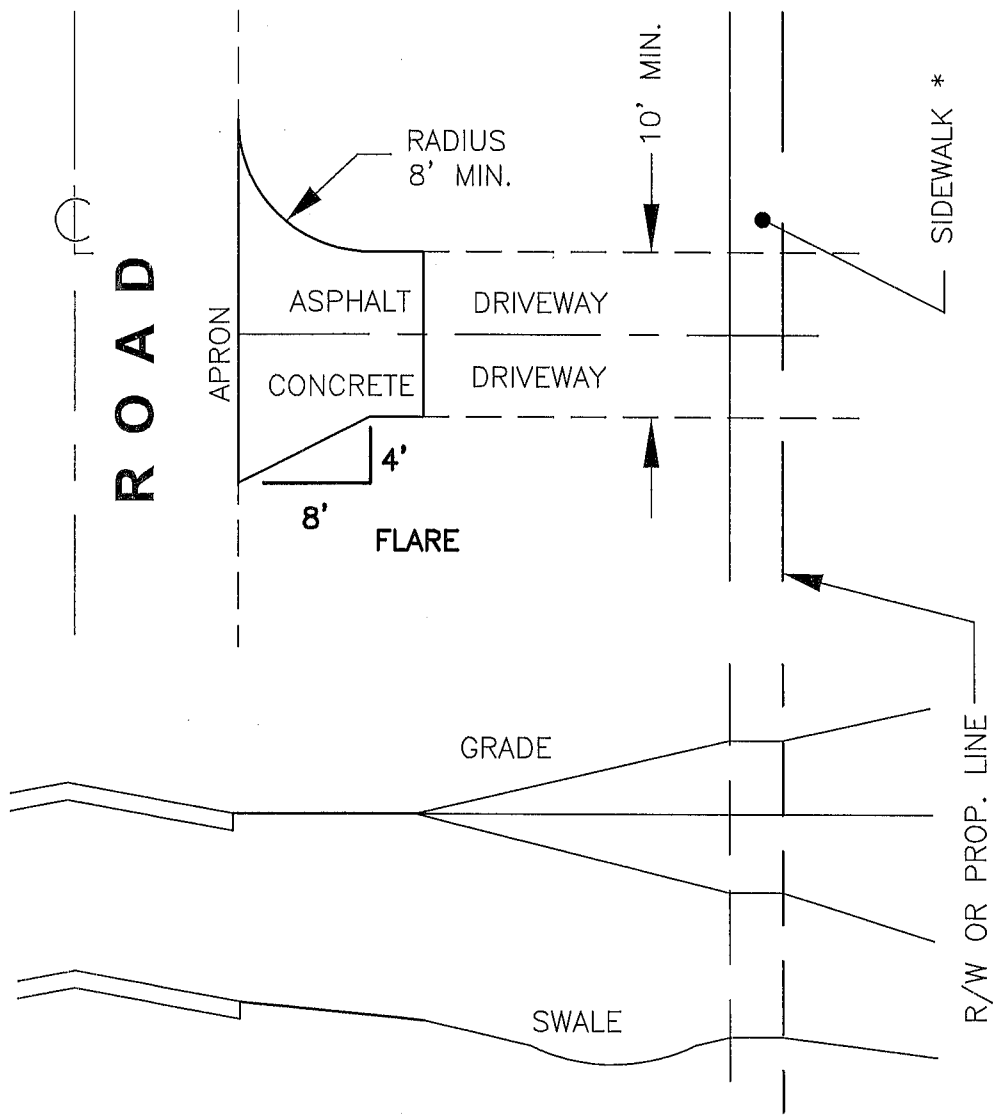 ℄
ROAD
APRON
RADIUS
8' MIN.
ASPHALT
CONCRETE
DRIVEWAY
DRIVEWAY
10' MIN.
SIDEWALK *
4'
8'
FLARE
GRADE
SWALE
R/W OR PROP. LINE